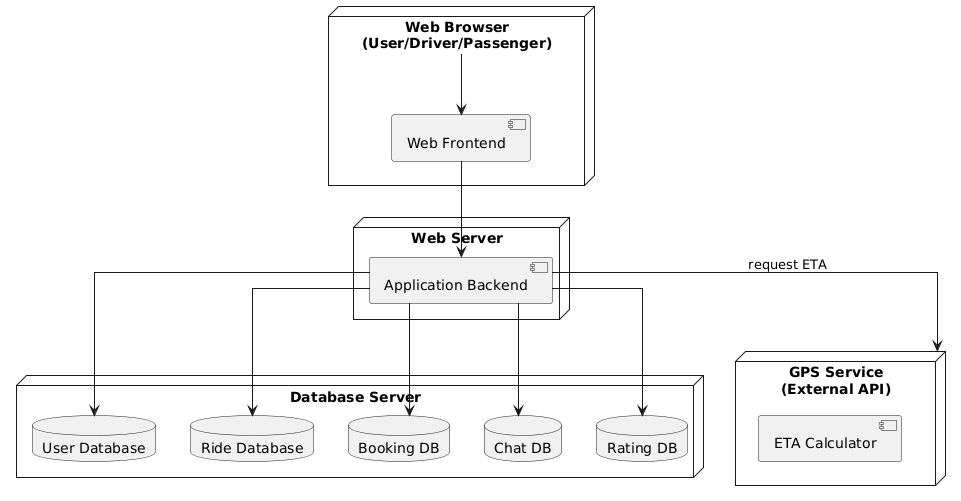 Web Browser
(User/Driver/Passenger)
Web Frontend
Web Server
Application Backend
request ETA
GPS Service
(External API)
ETA Calculator
Database Server
User Database
Ride Database
Booking DB
Chat DB
Rating DB